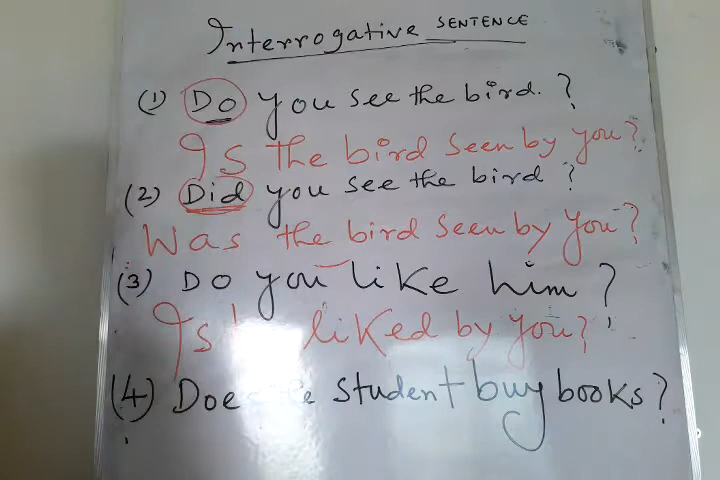 Interrogative SENTENCE
(1) Do you see the bird. ?
Is the bird seen by you?
(2) Did you see the bird ?
Was the bird seen by you?
(3) Do you like him ?
Is liked by you?
(4) Doe student buy books?